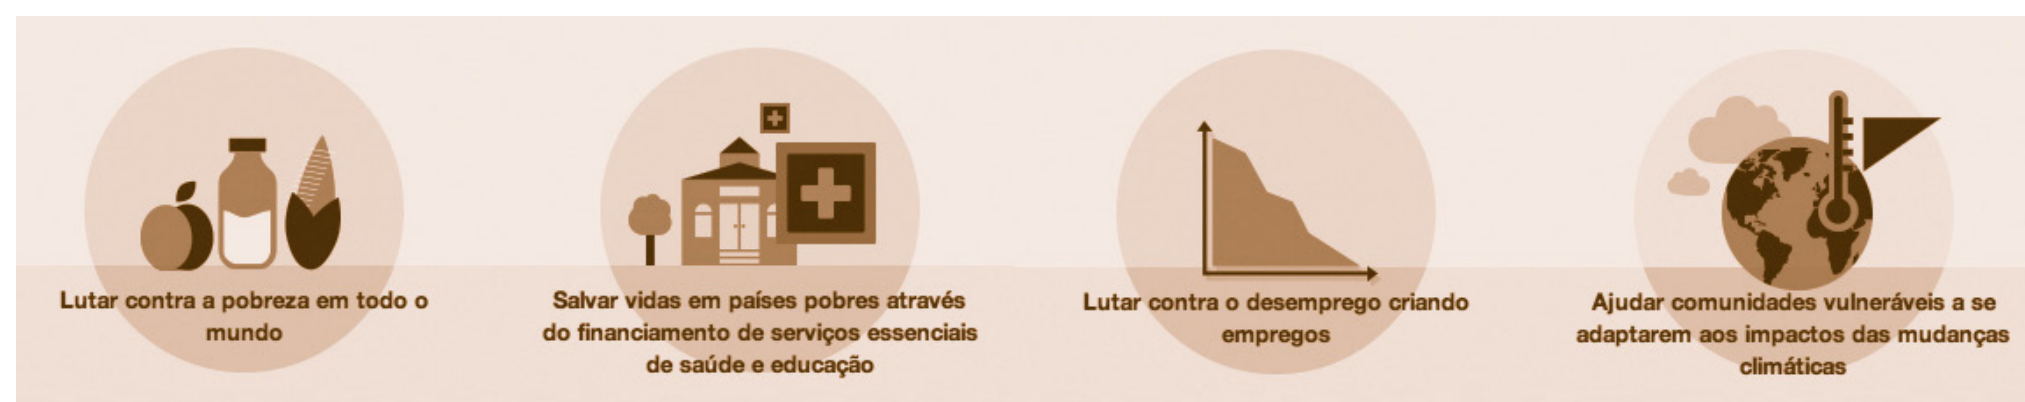 Lutar contra a pobreza em todo o
mundo
Salvar vidas em países pobres através
do financiamento de serviços essenciais
de saúde e educação
Lutar contra o desemprego criando
empregos
Ajudar comunidades vulneráveis a se
adaptarem aos impactos das mudanças
climáticas